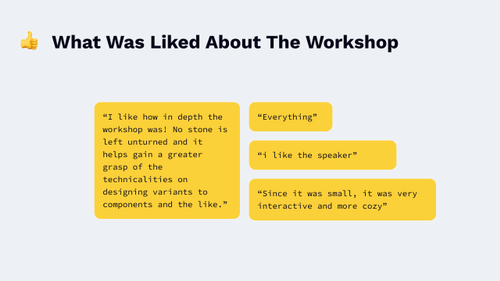 👍 What Was Liked About The Workshop
“I like how in depth the
workshop was! No stone is
left unturned and it
helps gain a greater
grasp of the
technicalities on
designing variants to
components and the like.”
“Everything”
“i like the speaker”
“Since it was small, it was very
interactive and more cozy”